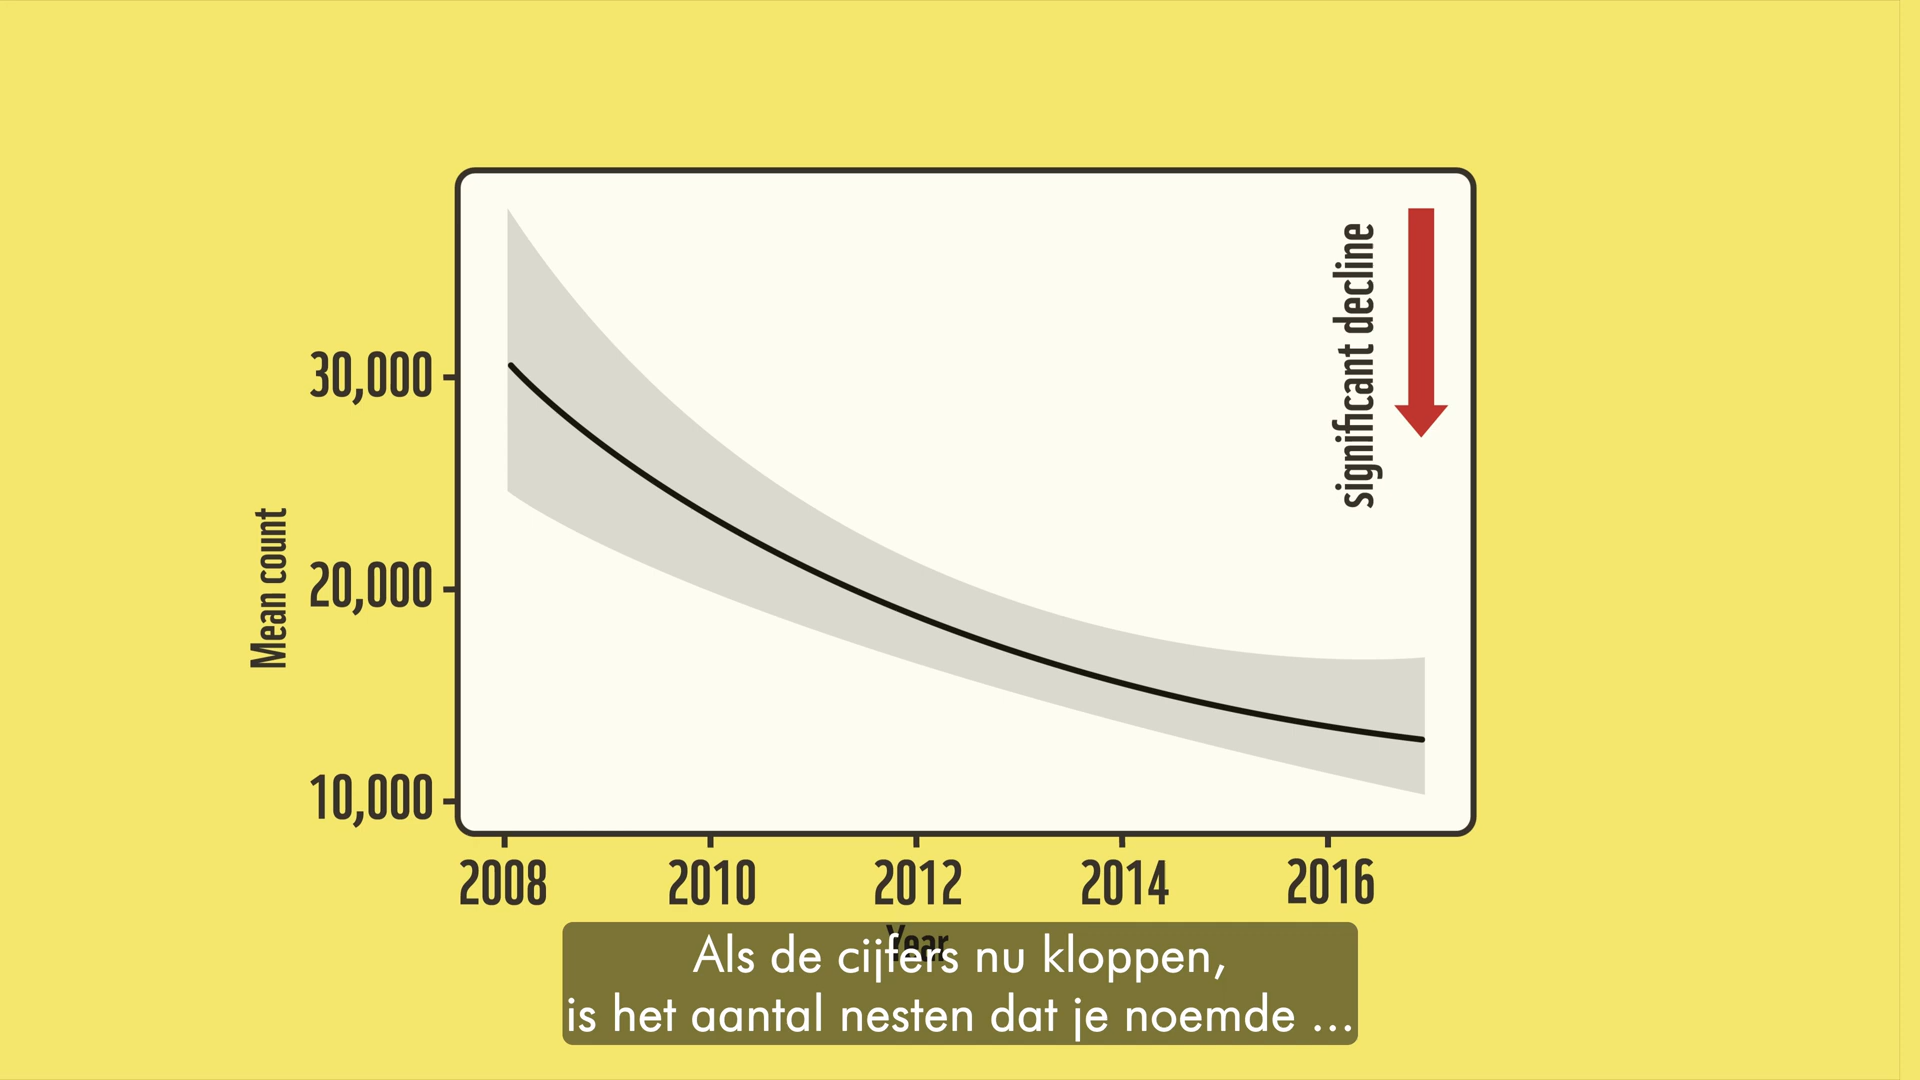 significant decline
Mean count
30,000
20,000
10,000
2008
2010
2012
2014
2016
Year
Als de cijfers nu kloppen,
is het aantal nesten dat je noemde ...